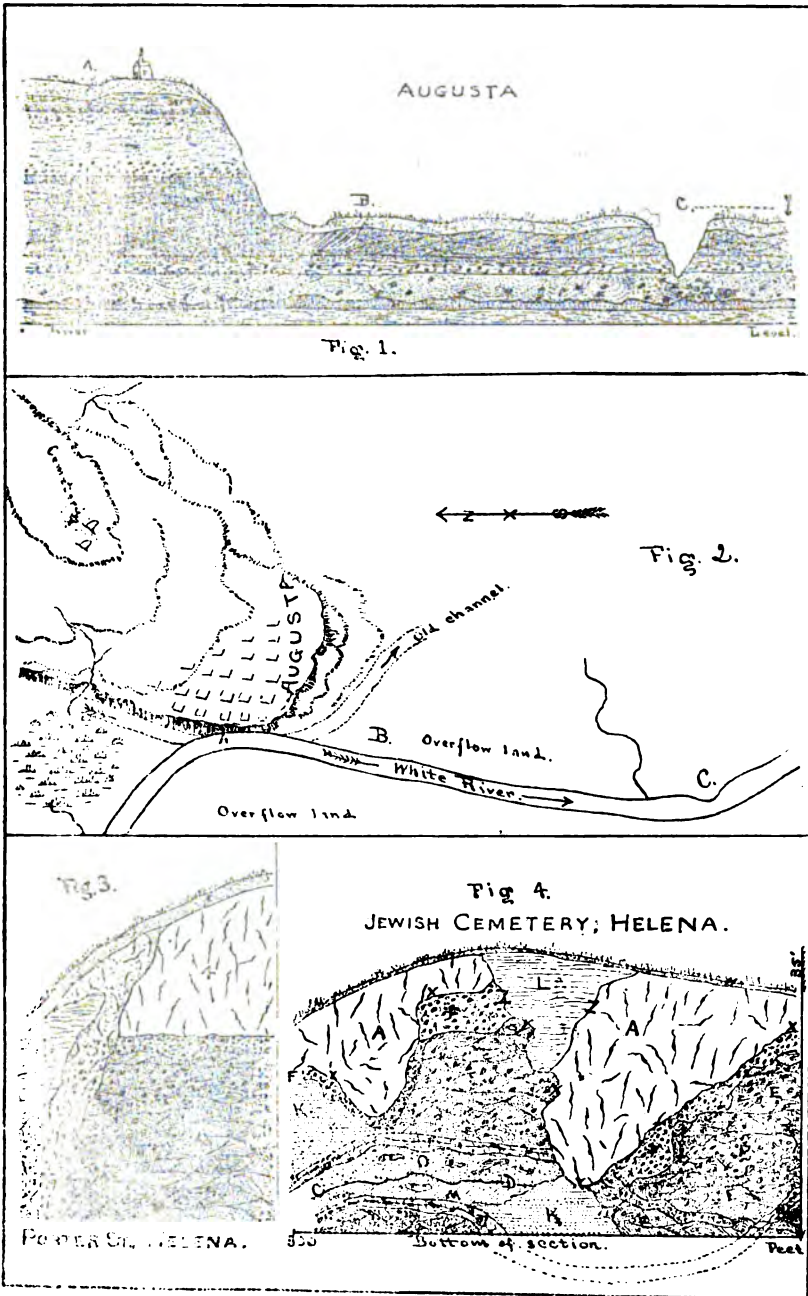 AUGUSTA
A.
B.
C.
Level.
Fig. 1.
Fig. 2.
AUGUSTA
Old channel.
B. Overflow land.
White River.
C.
Overflow land
Fig. 3.
HELENA.
Fig 4.
JEWISH CEMETERY; HELENA.
L
A
A
F
K
E
C
D
D
M
K
F
Bottom of section.
Feet